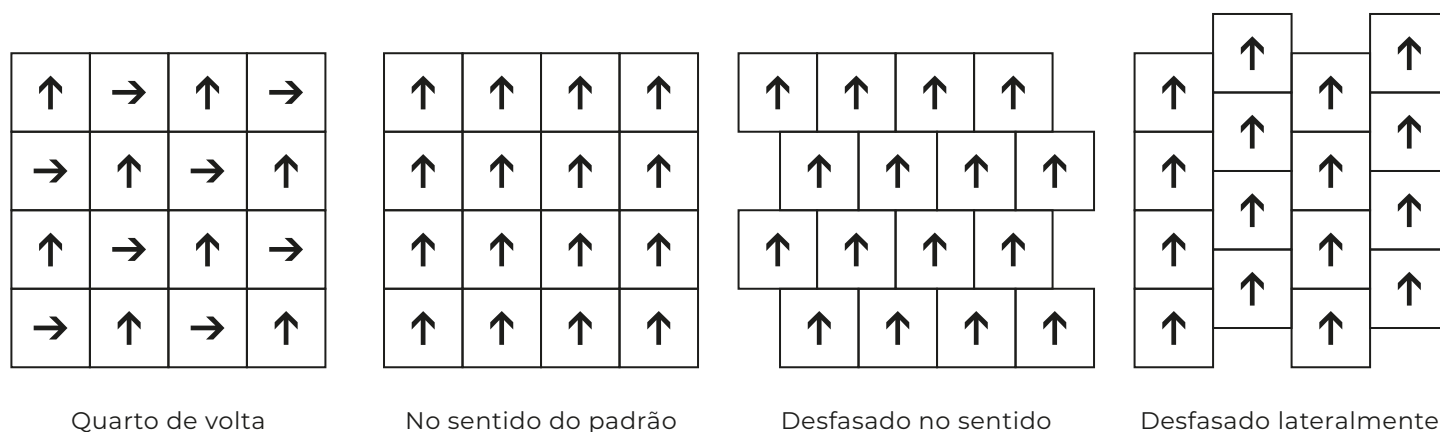 Quarto de volta
No sentido do padrão
Desfasado no sentido
Desfasado lateralmente